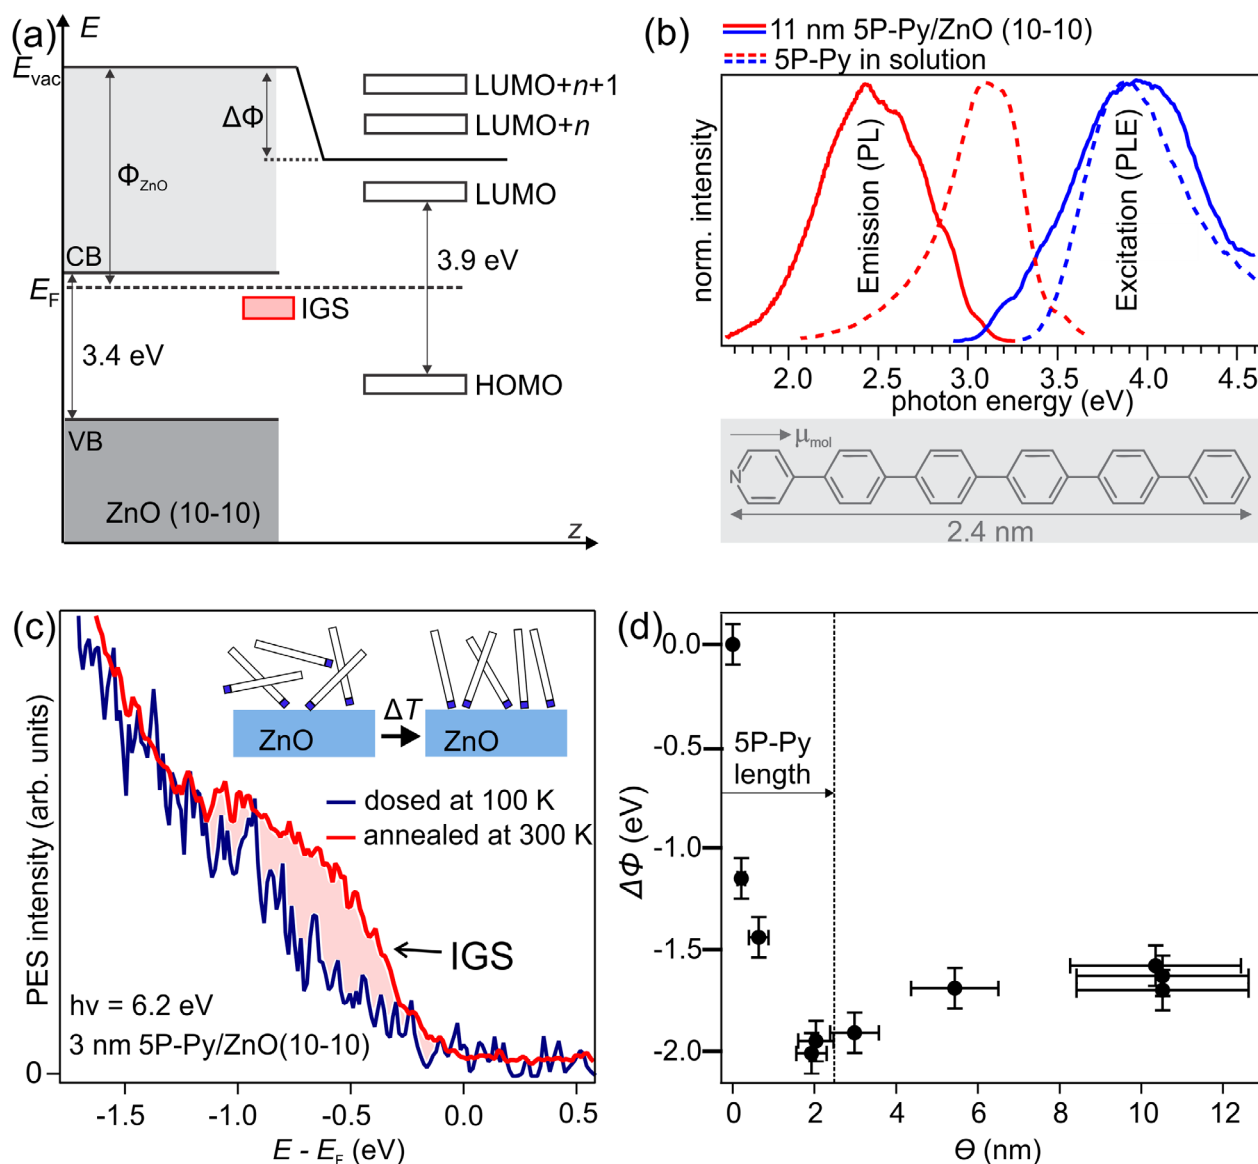 (a)
E
Evac
ΔΦ
ΦZnO
LUMO+n+1
LUMO+n
LUMO
3.9 eV
CB
EF
IGS
3.4 eV
HOMO
VB
ZnO (10-10)
z
(b)
11 nm 5P-Py/ZnO (10-10)
5P-Py in solution
norm. intensity
Emission (PL)
Excitation (PLE)
2.0 2.5 3.0 3.5 4.0 4.5
photon energy (eV)
μmol
N
2.4 nm
(c)
PES intensity (arb. units)
ZnO
ΔT
ZnO
dosed at 100 K
annealed at 300 K
IGS
hν = 6.2 eV
3 nm 5P-Py/ZnO(10-10)
0
-1.5 -1.0 -0.5 0.0 0.5
E - EF (eV)
(d)
0.0
-0.5
-1.0
-1.5
-2.0
ΔΦ (eV)
5P-Py
length
0 2 4 6 8 10 12
Θ (nm)